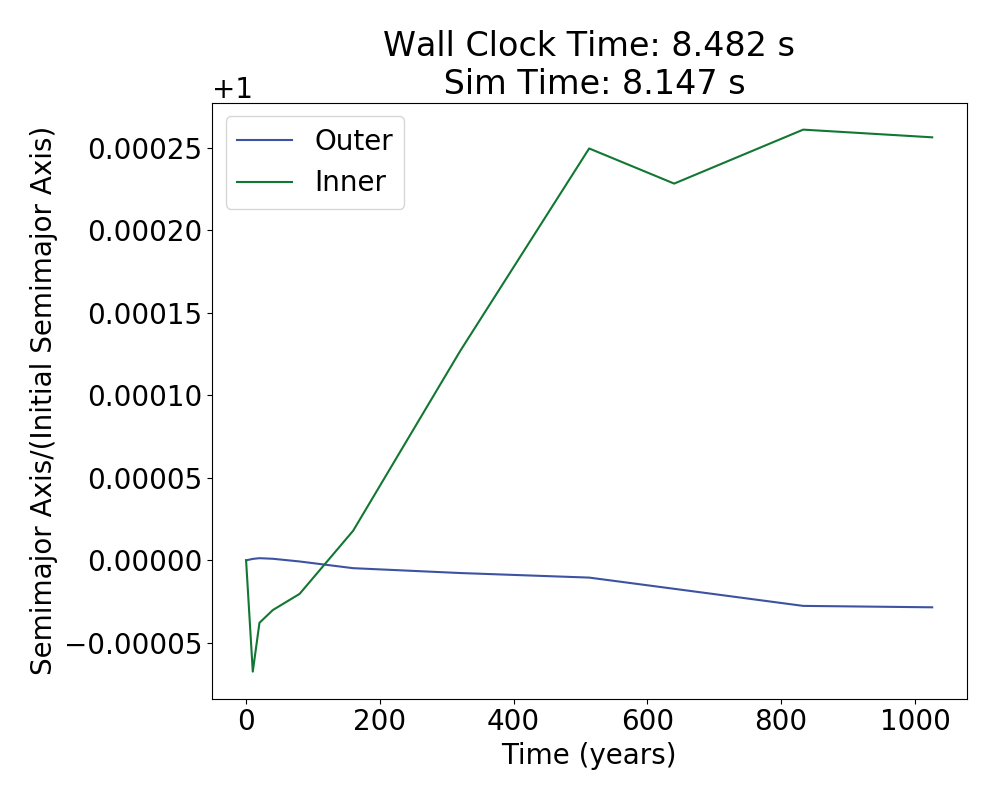 Wall Clock Time: 8.482 s
Sim Time: 8.147 s
+1
Outer
Inner
0.00025
0.00020
0.00015
0.00010
0.00005
0.00000
−0.00005
Semimajor Axis/(Initial Semimajor Axis)
0 200 400 600 800 1000
Time (years)